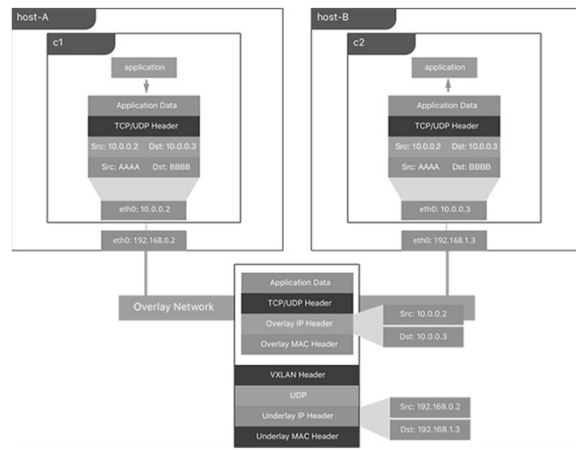 host-A
c1
application
Application Data
TCP/UDP Header
Src: 10.0.0.2 Dst: 10.0.0.3
Src: AAAA Dst: BBBB
eth0: 10.0.0.2
eth0: 192.168.0.2
host-B
c2
application
Application Data
TCP/UDP Header
Src: 10.0.0.2 Dst: 10.0.0.3
Src: AAAA Dst: BBBB
eth0: 10.0.0.3
eth0: 192.168.1.3
Overlay Network
Application Data
TCP/UDP Header
Overlay IP Header
Overlay MAC Header
Src: 10.0.0.2
Dst: 10.0.0.3
VXLAN Header
UDP
Underlay IP Header
Underlay MAC Header
Src: 192.168.0.2
Dst: 192.168.1.3